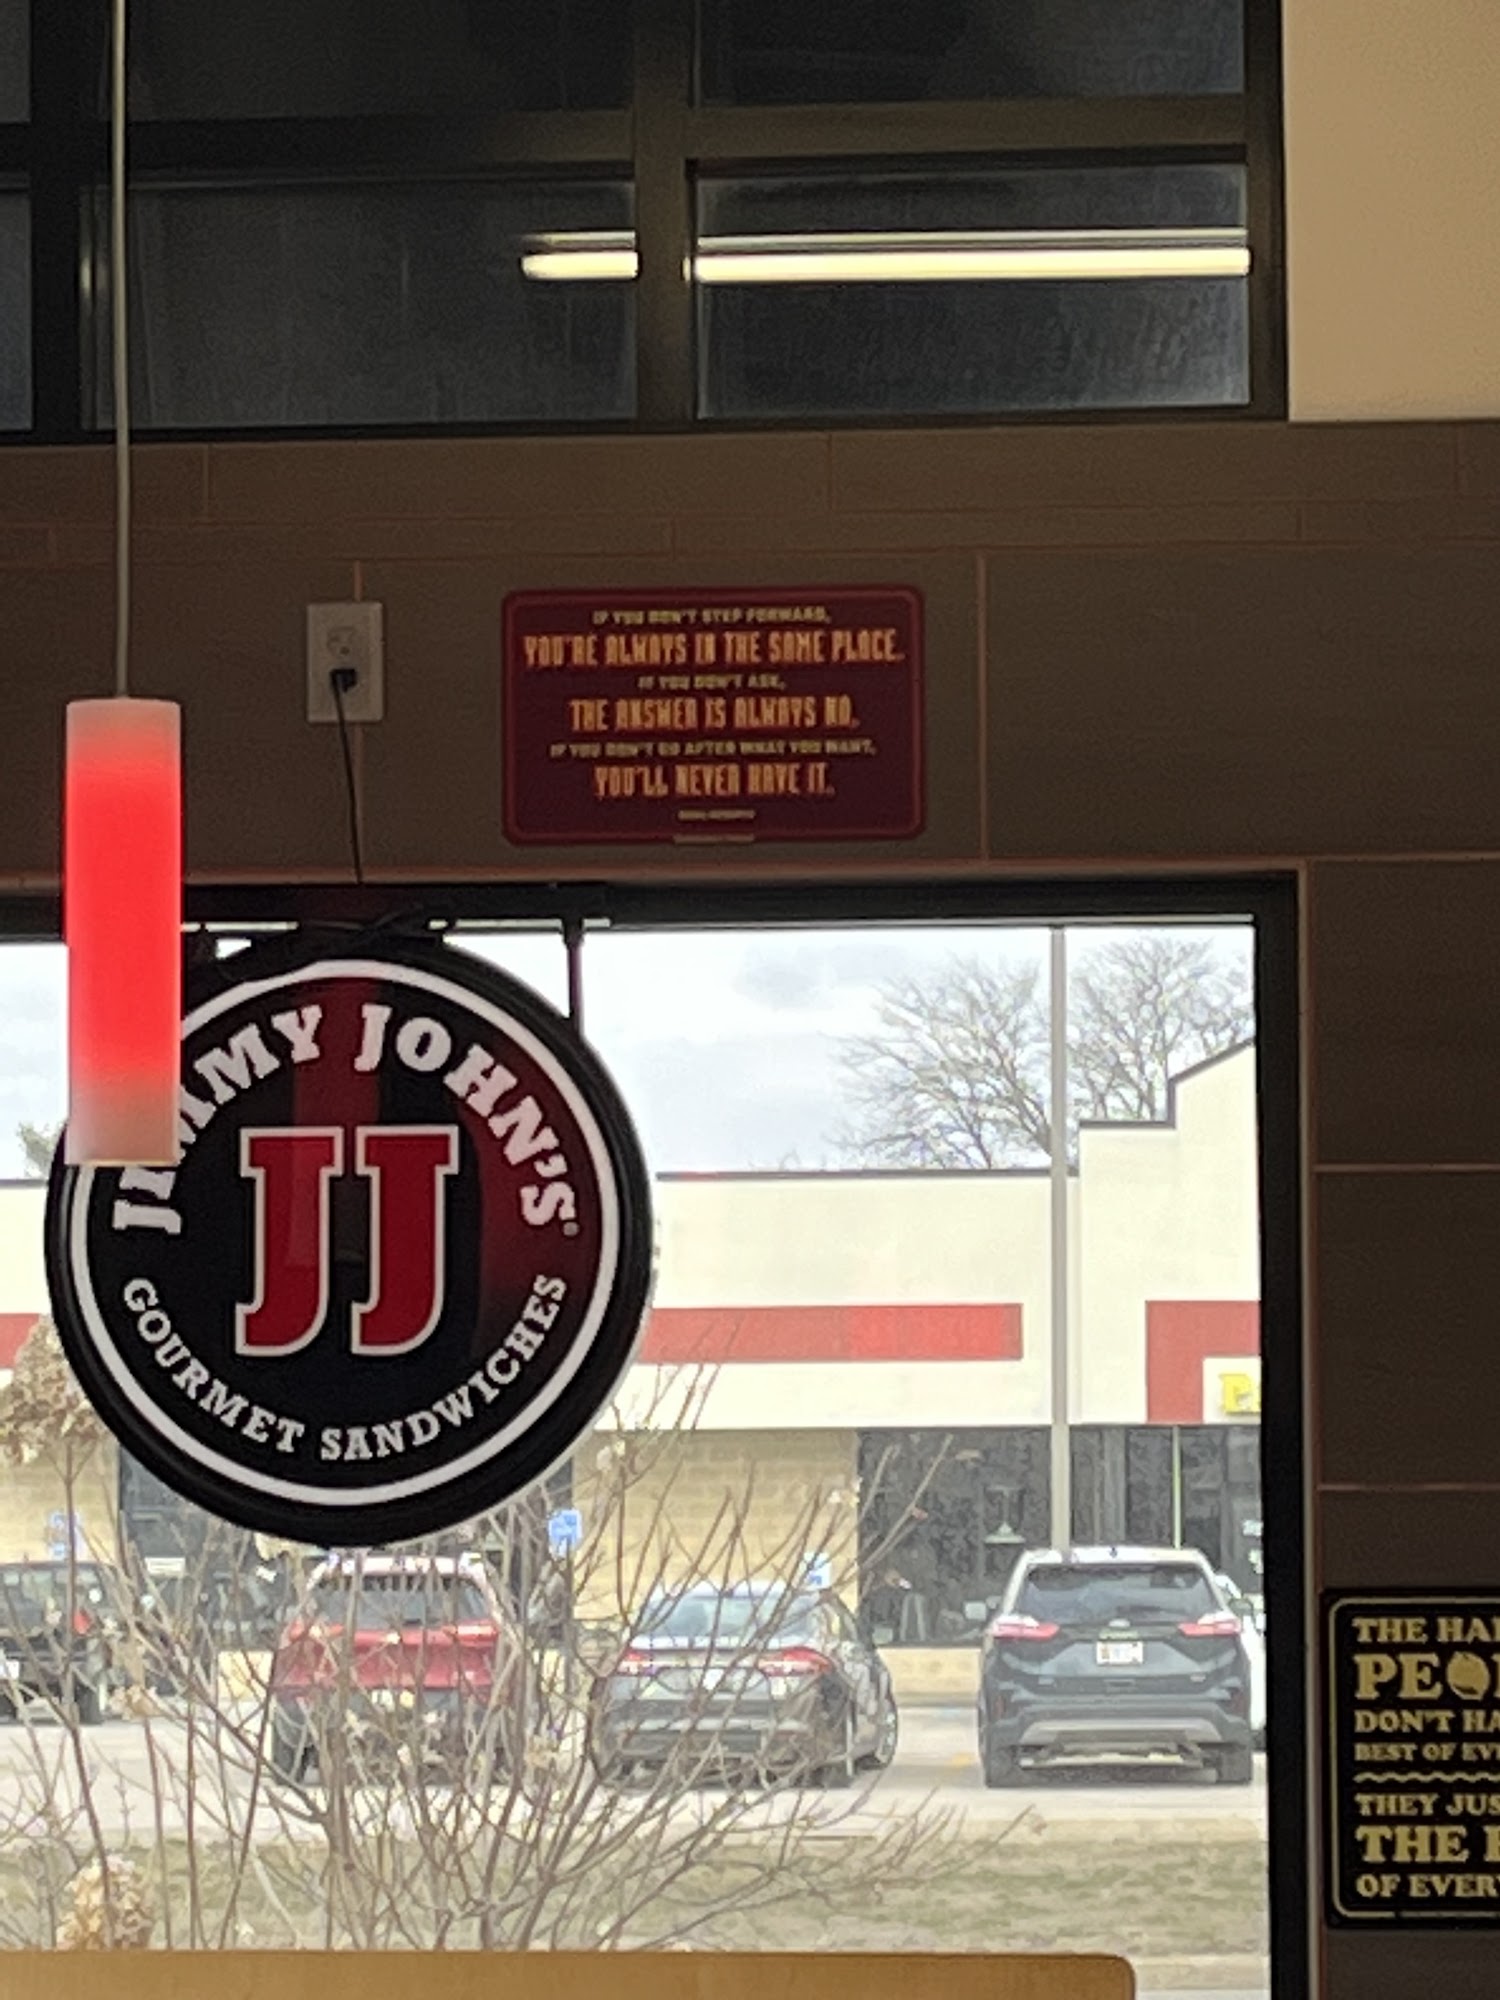 IF YOU DON'T STEP FORWARD,
YOU'RE ALWAYS IN THE SAME PLACE.
IF YOU DON'T ASK,
THE ANSWER IS ALWAYS NO.
IF YOU DON'T GO AFTER WHAT YOU WANT,
YOU'LL NEVER HAVE IT.
JIMMY JOHN'S®
JJ
GOURMET SANDWICHES
THE HA
PEO
DON'T HA
BEST OF EV
THEY JUS
THE
OF EVER